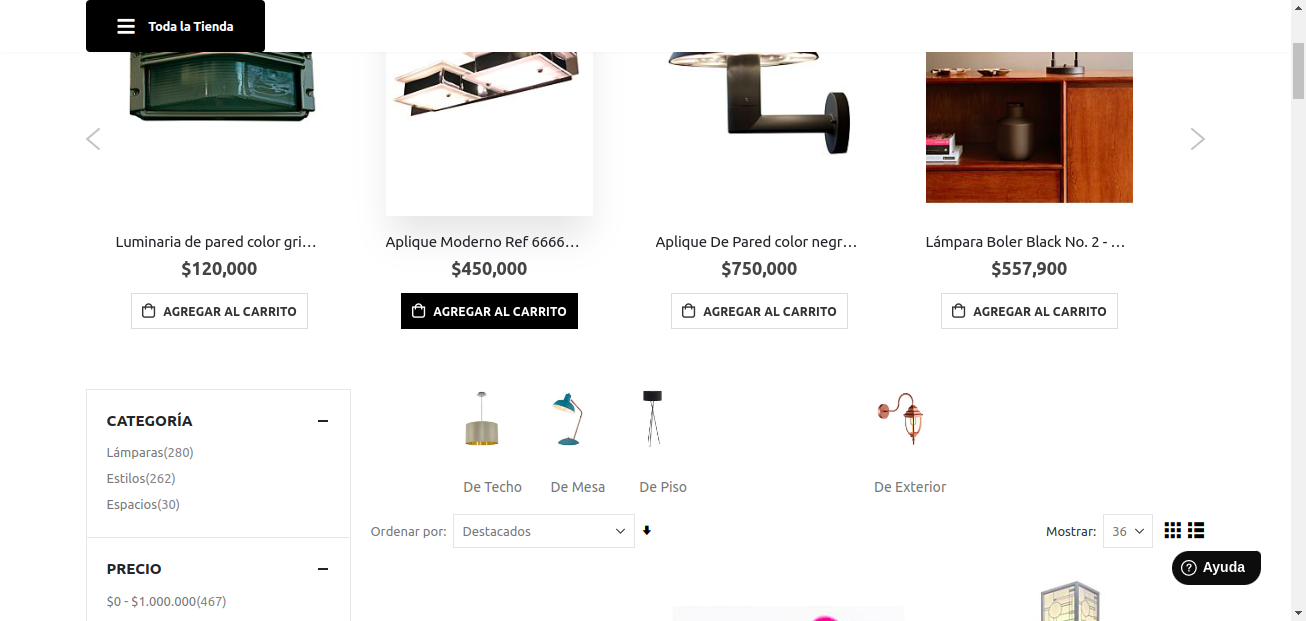 Toda la Tienda
Luminaria de pared color gri...
$120,000
AGREGAR AL CARRITO
Aplique Moderno Ref 6666...
$450,000
AGREGAR AL CARRITO
Aplique De Pared color negr...
$750,000
AGREGAR AL CARRITO
Lámpara Boler Black No. 2 - ...
$557,900
AGREGAR AL CARRITO
CATEGORÍA
Lámparas(280)
Estilos(262)
Espacios(30)
PRECIO
$0 - $1.000.000(467)
De Techo
De Mesa
De Piso
De Exterior
Ordenar por:
Destacados
Mostrar:
36
Ayuda